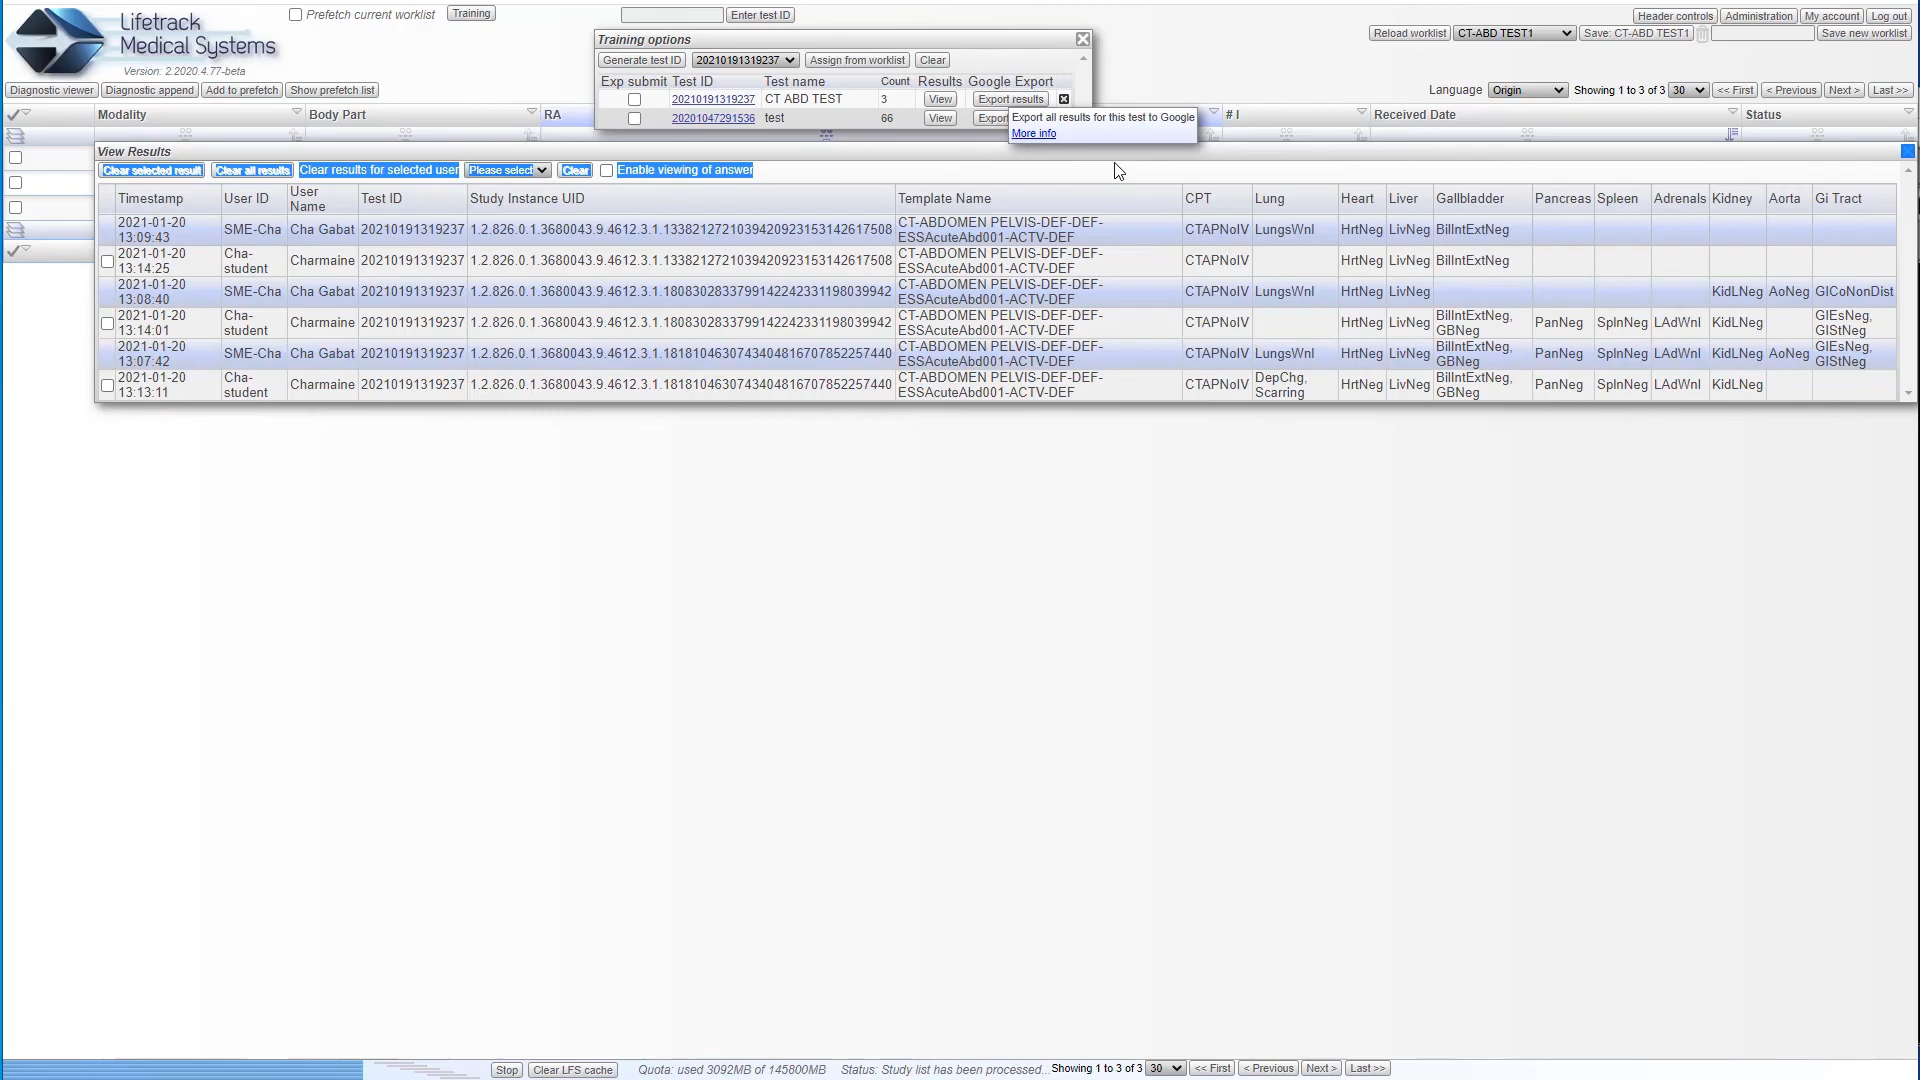 Lifetrack
Medical Systems
Version: 2.2020.4.77-beta
Prefetch current worklist Training
Enter test ID
Header controls Administration My account Log out
Reload worklist CT-ABD TEST1 Save: CT-ABD TEST1 Save new worklist
Diagnostic viewer Diagnostic append Add to prefetch Show prefetch list
Language Origin Showing 1 to 3 of 3 30 << First < Previous Next > Last >>
Modality Body Part RA # I Received Date Status
Training options
Generate test ID 20210191319237 Assign from worklist Clear
Exp submit Test ID Test name Count Results Google Export
20210191319237 CT ABD TEST 3 View Export results
20201047291536 test 66 View Expor
Export all results for this test to Google
More info
View Results
Clear selected result Clear all results Clear results for selected user Please select Clear Enable viewing of answer
Timestamp User ID User Name Test ID Study Instance UID Template Name CPT Lung Heart Liver Gallbladder Pancreas Spleen Adrenals Kidney Aorta Gi Tract
2021-01-20 13:09:43 SME-Cha Cha Gabat 20210191319237 1.2.826.0.1.3680043.9.4612.3.1.13382127210394209231531426175​08 CT-ABDOMEN PELVIS-DEF-DEF-ESSAcuteAbd001-ACTV-DEF CTAPNoIV LungsWnl HrtNeg LivNeg BilIntExtNeg
2021-01-20 13:14:25 Cha-student Charmaine 20210191319237 1.2.826.0.1.3680043.9.4612.3.1.1338212721039420923153142617508 CT-ABDOMEN PELVIS-DEF-DEF-ESSAcuteAbd001-ACTV-DEF CTAPNoIV HrtNeg LivNeg BilIntExtNeg
2021-01-20 13:08:40 SME-Cha Cha Gabat 20210191319237 1.2.826.0.1.3680043.9.4612.3.1.1808302833799142242331198039942 CT-ABDOMEN PELVIS-DEF-DEF-ESSAcuteAbd001-ACTV-DEF CTAPNoIV LungsWnl HrtNeg LivNeg KidLNeg AoNeg GICoNonDist
2021-01-20 13:14:01 Cha-student Charmaine 20210191319237 1.2.826.0.1.3680043.9.4612.3.1.1808302833799142242331198039942 CT-ABDOMEN PELVIS-DEF-DEF-ESSAcuteAbd001-ACTV-DEF CTAPNoIV HrtNeg LivNeg BilIntExtNeg, GBNeg PanNeg SplnNeg LAdWnl KidLNeg GIEsNeg, GIStNeg
2021-01-20 13:07:42 SME-Cha Cha Gabat 20210191319237 1.2.826.0.1.3680043.9.4612.3.1.1818104630743404816707852257440 CT-ABDOMEN PELVIS-DEF-DEF-ESSAcuteAbd001-ACTV-DEF CTAPNoIV LungsWnl HrtNeg LivNeg BilIntExtNeg, GBNeg PanNeg SplnNeg LAdWnl KidLNeg AoNeg GIEsNeg, GIStNeg
2021-01-20 13:13:11 Cha-student Charmaine 20210191319237 1.2.826.0.1.3680043.9.4612.3.1.1818104630743404816707852257440 CT-ABDOMEN PELVIS-DEF-DEF-ESSAcuteAbd001-ACTV-DEF CTAPNoIV DepChg, Scarring HrtNeg LivNeg BilIntExtNeg, GBNeg PanNeg SplnNeg LAdWnl KidLNeg
Stop Clear LFS cache Quota: used 3092MB of 145800MB Status: Study list has been processed... Showing 1 to 3 of 3 30 << First < Previous Next > Last >>